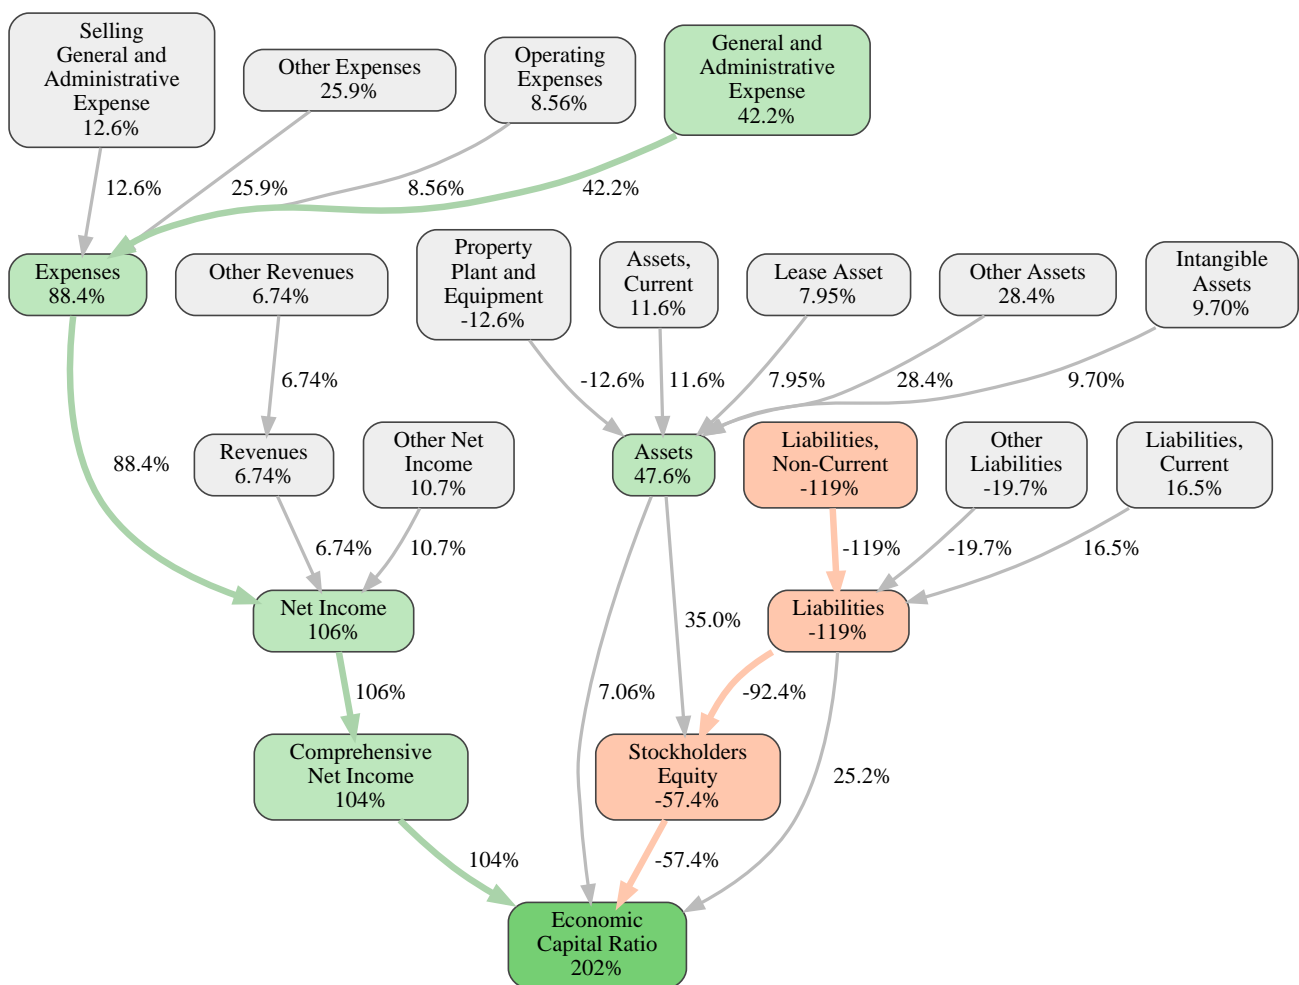 Selling
General and
Administrative
Expense
12.6%
Other Expenses
25.9%
Operating
Expenses
8.56%
General and
Administrative
Expense
42.2%
12.6%
25.9%
8.56%
42.2%
Expenses
88.4%
Other Revenues
6.74%
Property
Plant and
Equipment
-12.6%
Assets,
Current
11.6%
Lease Asset
7.95%
Other Assets
28.4%
Intangible
Assets
9.70%
6.74%
-12.6%
11.6%
7.95%
28.4%
9.70%
88.4%
Revenues
6.74%
Other Net
Income
10.7%
Assets
47.6%
Liabilities,
Non-Current
-119%
Other
Liabilities
-19.7%
Liabilities,
Current
16.5%
6.74%
10.7%
-119%
-19.7%
16.5%
Net Income
106%
35.0%
Liabilities
-119%
106%
7.06%
-92.4%
Comprehensive
Net Income
104%
Stockholders
Equity
-57.4%
25.2%
104%
-57.4%
Economic
Capital Ratio
202%